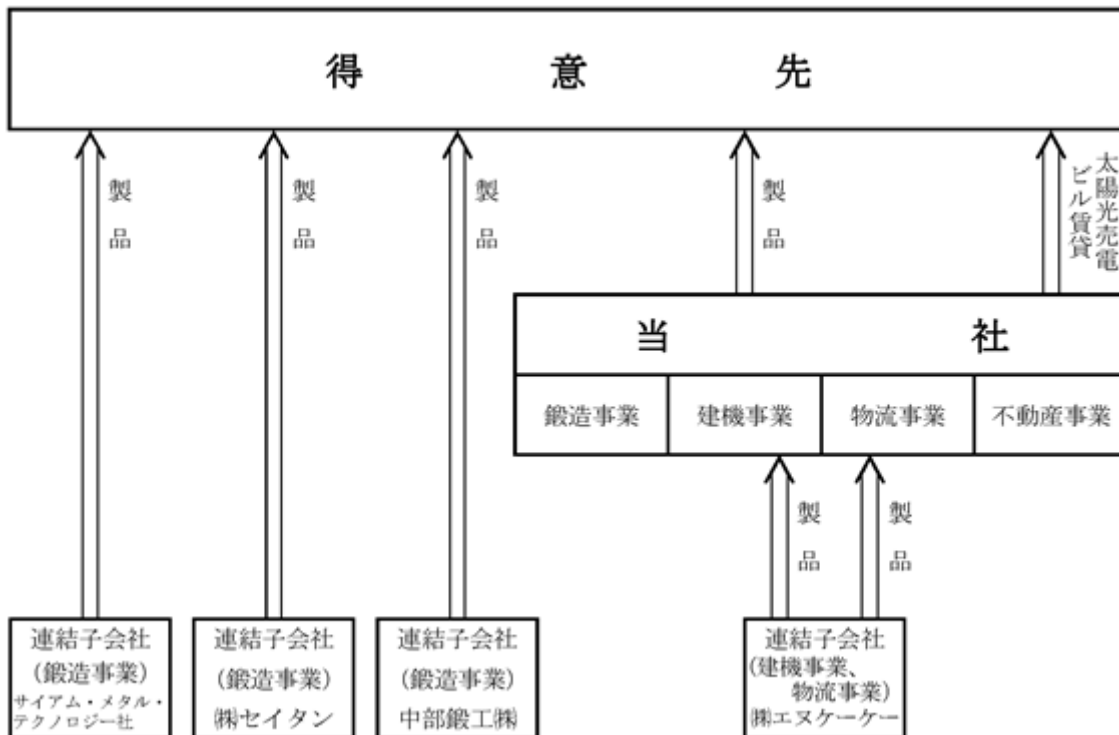 得意先
製品
製品
製品
製品
太陽光売電
ビル賃貸
当社
鍛造事業
建機事業
物流事業
不動産事業
製品
製品
連結子会社
(鍛造事業)
サイアム・メタル・
テクノロジー社
連結子会社
(鍛造事業)
㈱セイタン
連結子会社
(鍛造事業)
中部鍛工㈱
連結子会社
(建機事業、
物流事業)
㈱エヌケーケー